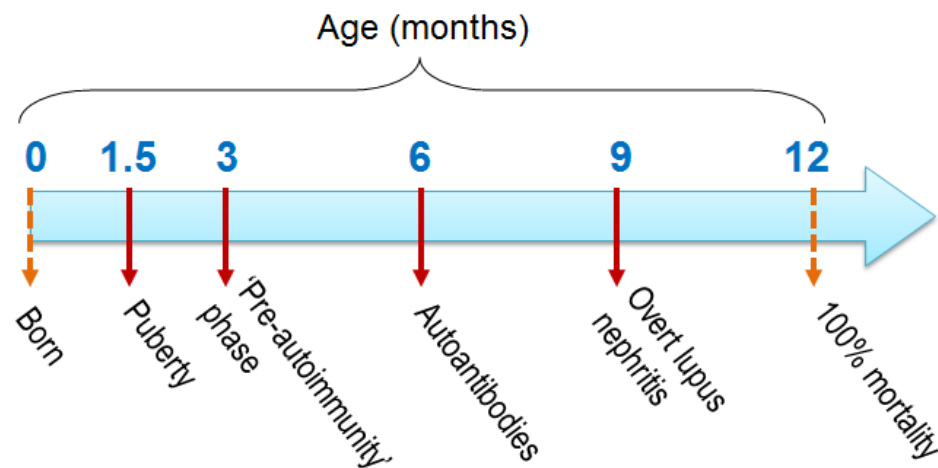 Age (months)
0 1.5 3 6 9 12
Born
Puberty
‘Pre-autoimmunity’
phase
Autoantibodies
Overt lupus
nephritis
100% mortality